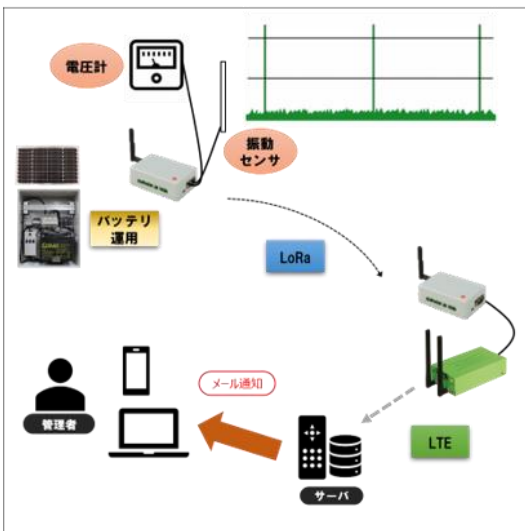 電圧計
振動
センサ
バッテリ
運用
LoRa
メール通知
管理者
LTE
サーバ